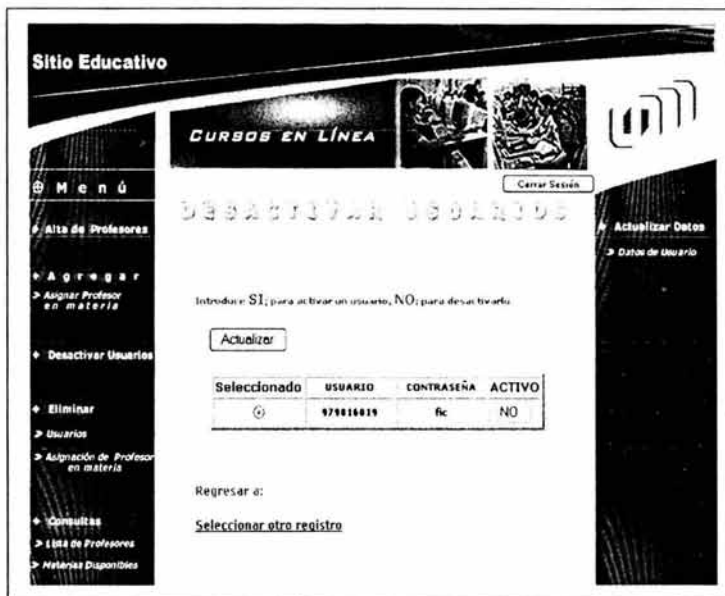 Sitio Educativo
CURSOS EN LÍNEA
Cerrar Sesión
Menú
Alta de Profesores
Agregar
Asignar Profesor
en materia
Desactivar Usuarios
Eliminar
Usuarios
Asignación de Profesor
en materia
Consultas
Lista de Profesores
Materias Disponibles
DESACTIVAR USUARIOS
Introduce SI; para activar un usuario, NO; para desactivarlo
Actualizar
Seleccionado USUARIO CONTRASEÑA ACTIVO
979016019 fic NO
Regresar a:
Seleccionar otro registro
Actualizar Datos
Datos de Usuario